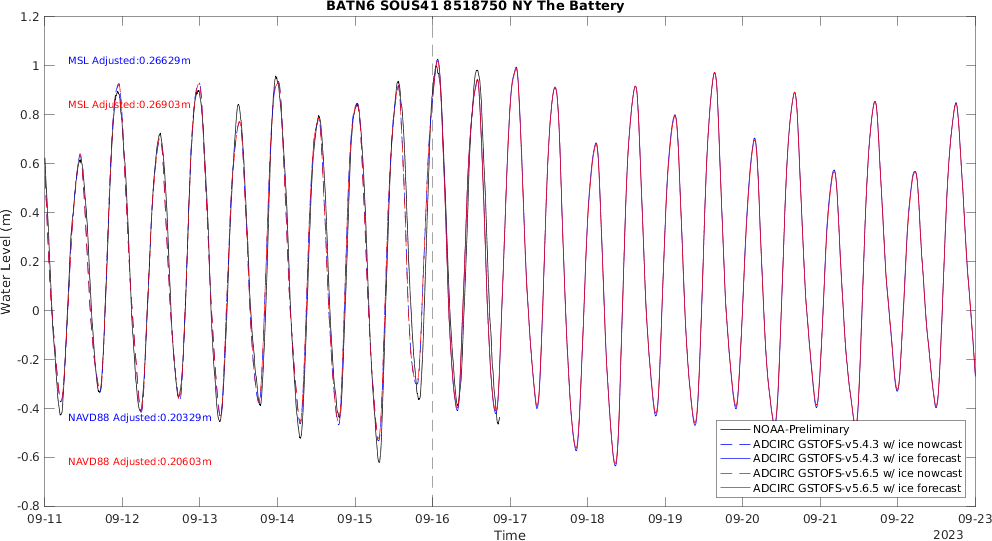 BATN6 SOUS41 8518750 NY The Battery
1.2
1
0.8
0.6
0.4
0.2
0
-0.2
-0.4
-0.6
-0.8
Water Level (m)
MSL Adjusted:0.26629m
MSL Adjusted:0.26903m
NAVD88 Adjusted:0.20329m
NAVD88 Adjusted:0.20603m
NOAA-Preliminary
ADCIRC GSTOFS-v5.4.3 w/ ice nowcast
ADCIRC GSTOFS-v5.4.3 w/ ice forecast
ADCIRC GSTOFS-v5.6.5 w/ ice nowcast
ADCIRC GSTOFS-v5.6.5 w/ ice forecast
09-11 09-12 09-13 09-14 09-15 09-16 09-17 09-18 09-19 09-20 09-21 09-22 09-23
Time
2023